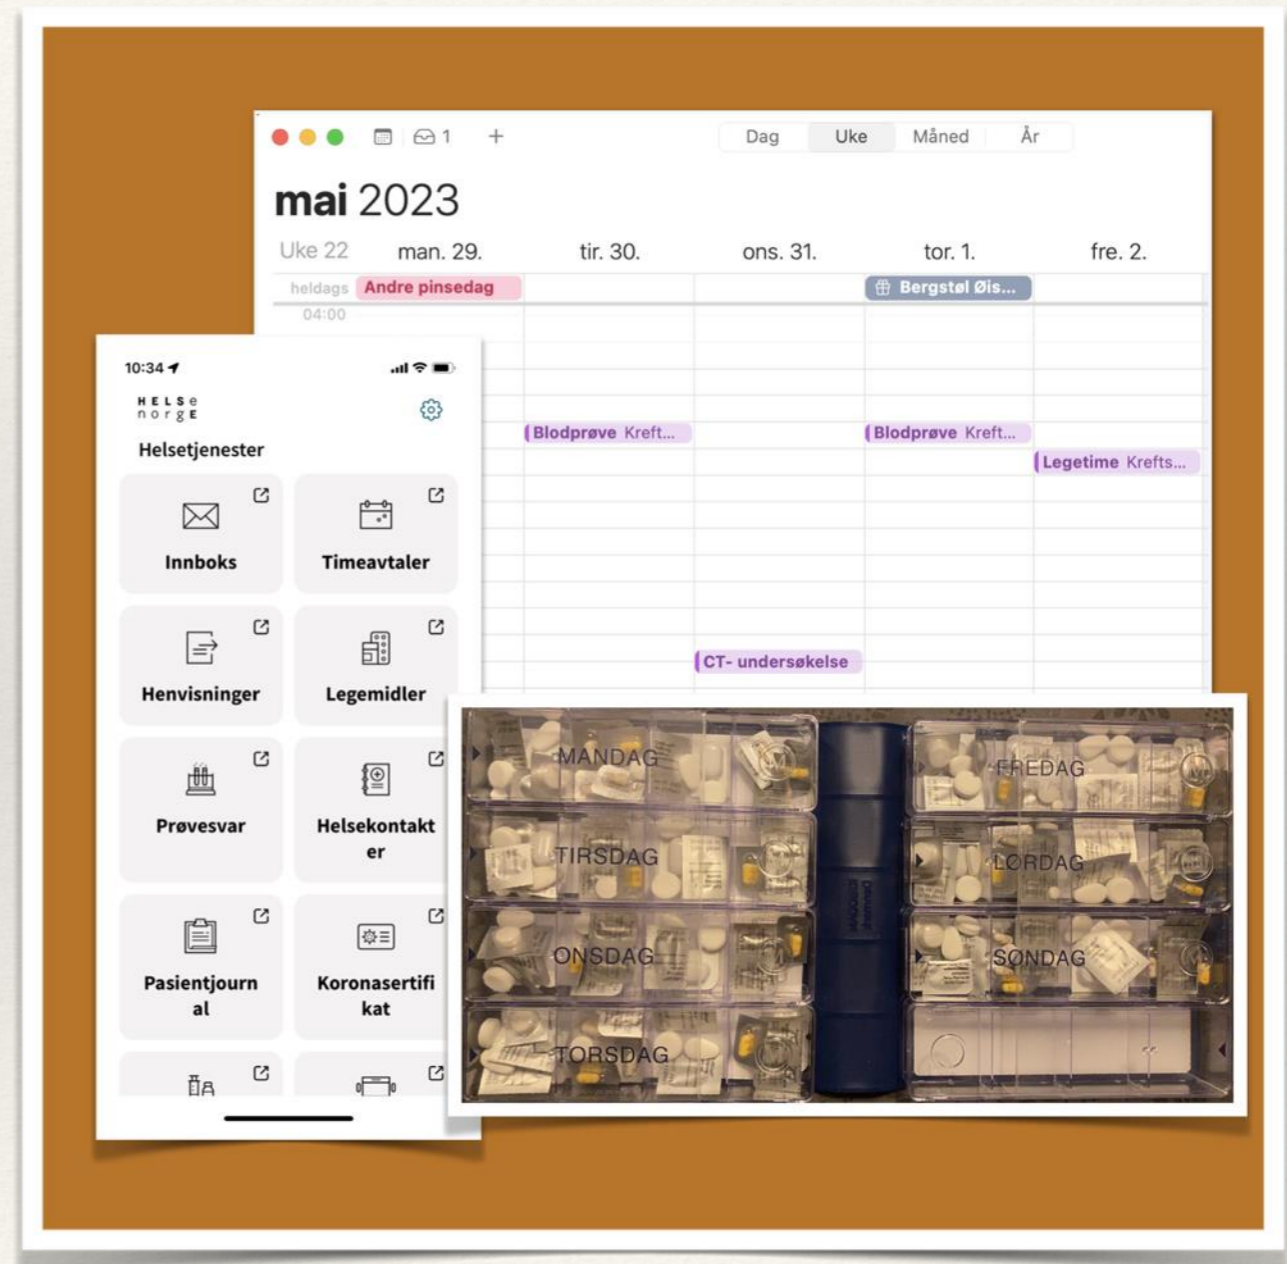 1
Dag Uke Måned År
mai 2023
Uke 22 man. 29. tir. 30. ons. 31. tor. 1. fre. 2.
heldags Andre pinsedag Bergstøl Øis...
04:00
Blodprøve Kreft... Blodprøve Kreft...
Legetime Krefts...
CT- undersøkelse
10:34
HELSe
norgE
Helsetjenester
Innboks Timeavtaler
Henvisninger Legemidler
Prøvesvar Helsekontakt
er
Pasientjourn Koronasertifi
al kat
MANDAG
TIRSDAG
ONSDAG
TORSDAG
FREDAG
LØRDAG
SØNDAG